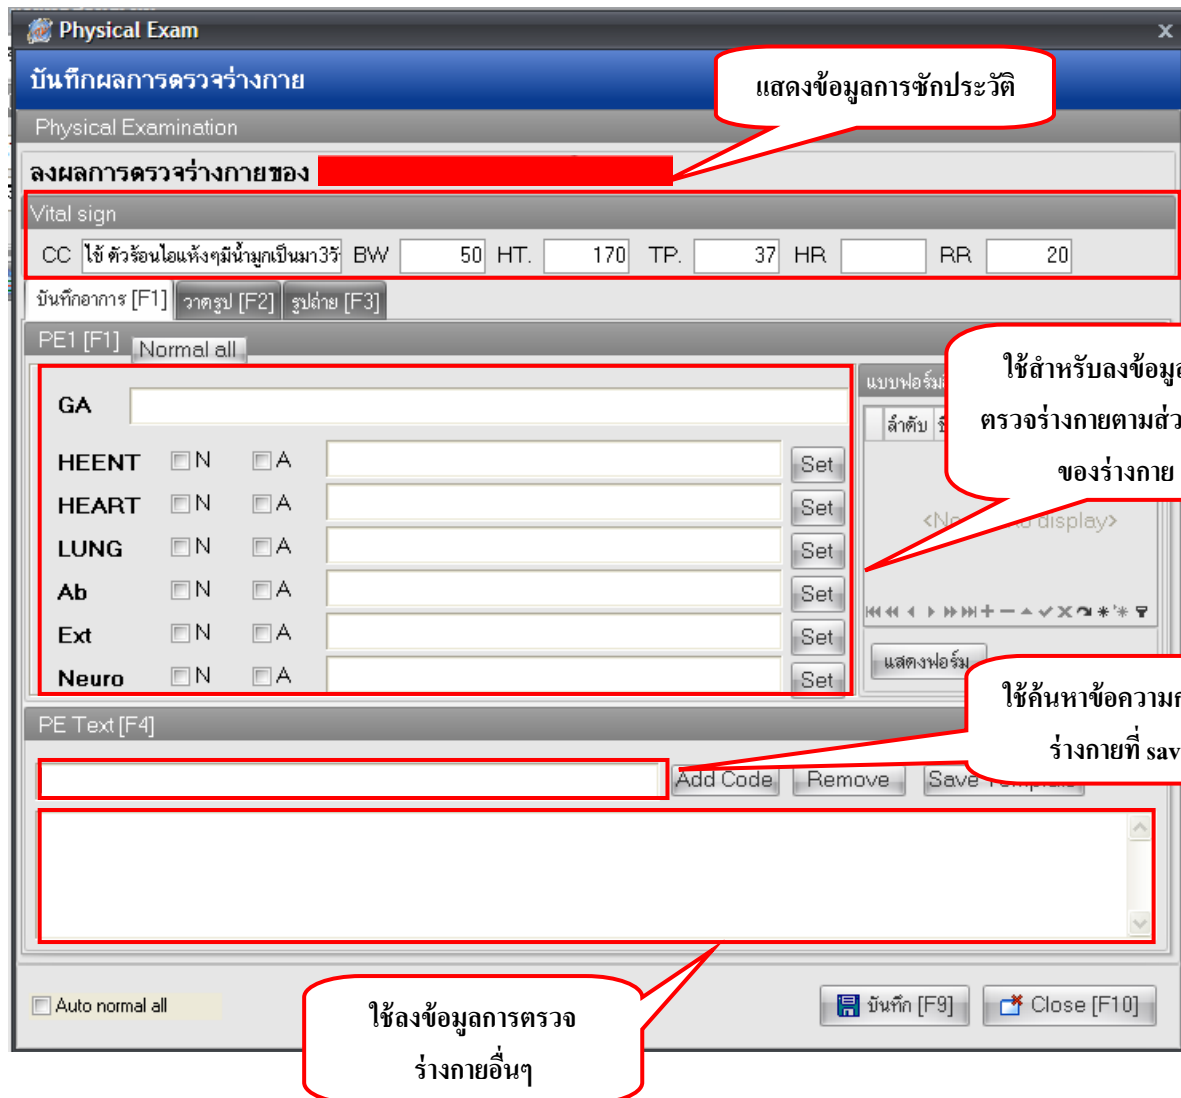 Physical Exam
บันทึกผลการตรวจร่างกาย
แสดงข้อมูลการซักประวัติ
Physical Examination
ลงผลการตรวจร่างกายของ
Vital sign
CC ไข้ ตัวร้อนไอแห้งๆมีน้ำมูกเป็นมา3วั BW 50 HT. 170 TP. 37 HR RR 20
บันทึกอาการ [F1] วาดรูป [F2] รูปถ่าย [F3]
PE1 [F1] Normal all
GA
HEENT N A Set
HEART N A Set
LUNG N A Set
Ab N A Set
Ext N A Set
Neuro N A Set
แบบฟอร์ม
ลำดับ
display>
แสดงฟอร์ม
ใช้สำหรับลงข้อมู
ตรวจร่างกายตามส่ว
ของร่างกาย
PE Text [F4]
ใช้ค้นหาข้อความ
ร่างกายที่ sav
Add Code Remove Save
ใช้ลงข้อมูลการตรวจ
ร่างกายอื่นๆ
Auto normal all บันทึก [F9] Close [F10]